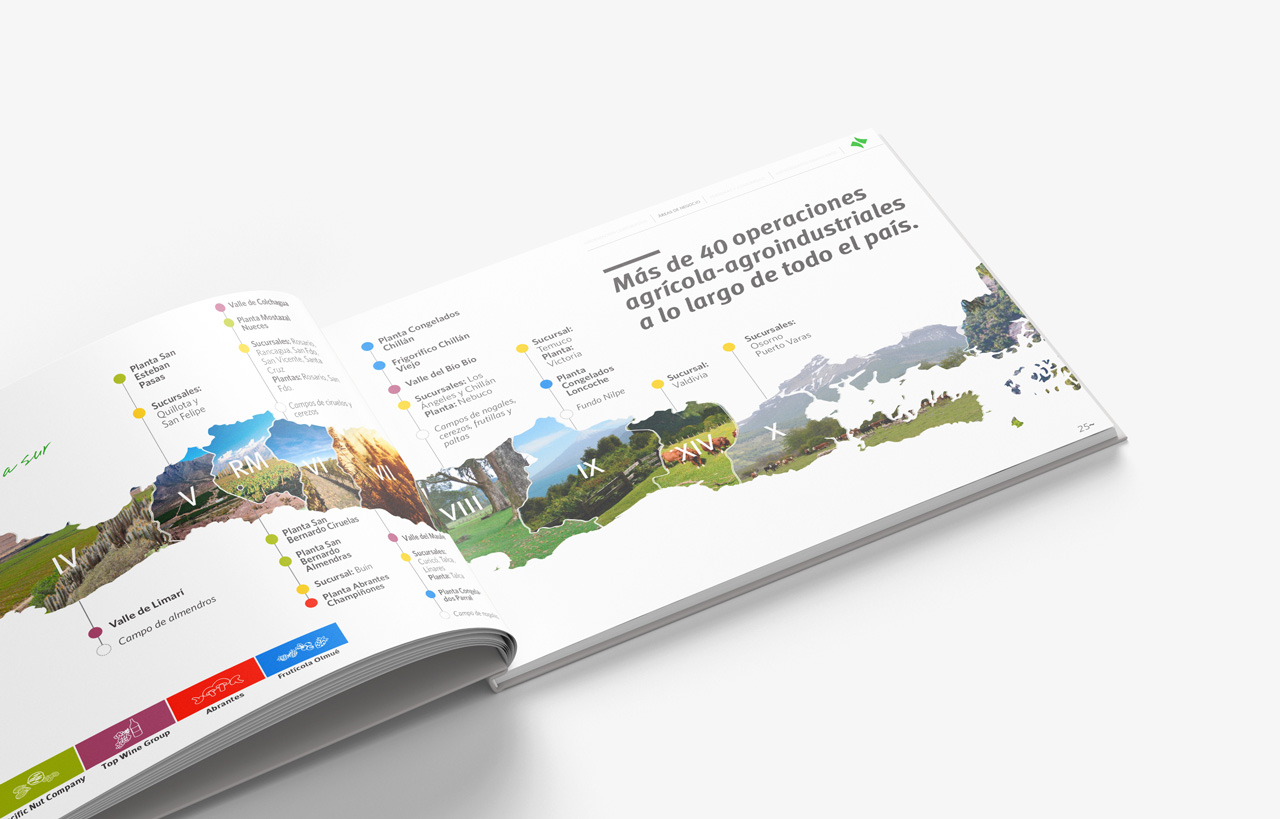 a sur
Valle de Colchagua
Planta Mostazal
Nueces
Sucursales: Rosario,
Rancagua, San Fdo,
San Vicente, Santa
Cruz
Plantas: Rosario, San
Fdo.
Campos de ciruelos y
cerezos
Planta San
Esteban
Pasas
Sucursales:
Quillota y
San Felipe
IV
V
RM
VI
VII
Valle de Limarí
Campo de almendros
Planta San
Bernardo Ciruelas
Planta San
Bernardo
Almendras
Sucursal: Buin
Planta Abrantes
Champiñones
Valle del Maule
Sucursales:
Curicó, Talca,
Linares
Planta: Talca
Planta Congela-
dos Parral
Campo de
cific Nut Company
Top Wine Group
Abrantes
Frutícola Olmué
ÁREAS DE NEGOCIO
Más de 40 operaciones
agrícola-agroindustriales
a lo largo de todo el país.
Planta Congelados
Chillán
Frigorífico Chillán
Viejo
Valle del Bío Bío
Sucursales: Los
Ángeles y Chillán
Planta: Nebuco
Campos de nogales,
cerezos, frutillas y
paltos
Sucursal:
Temuco
Planta:
Victoria
Planta
Congelados
Loncoche
Fundo Nilpe
Sucursal:
Valdivia
Sucursales:
Osorno
Puerto Varas
VIII
IX
XIV
X
25